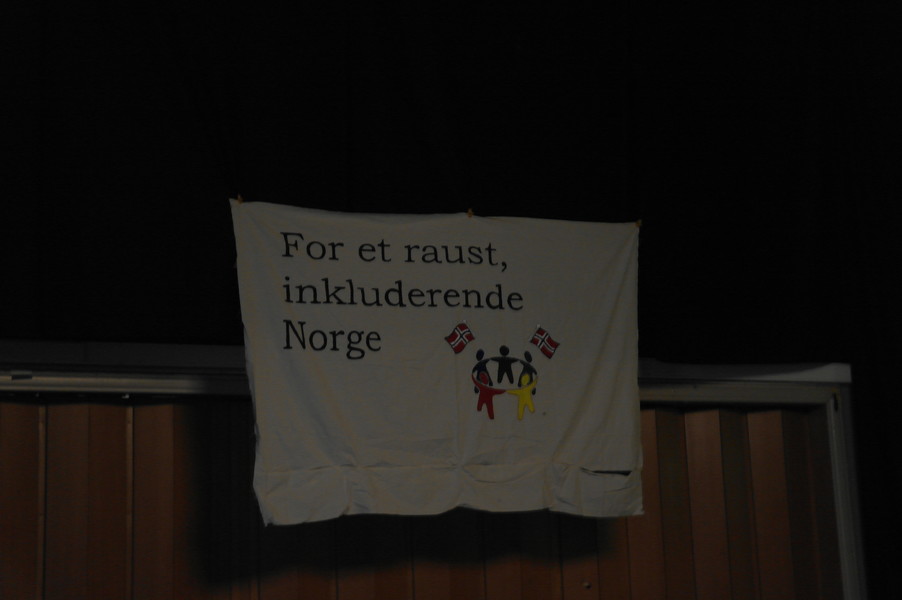 For et raust,
inkluderende
Norge